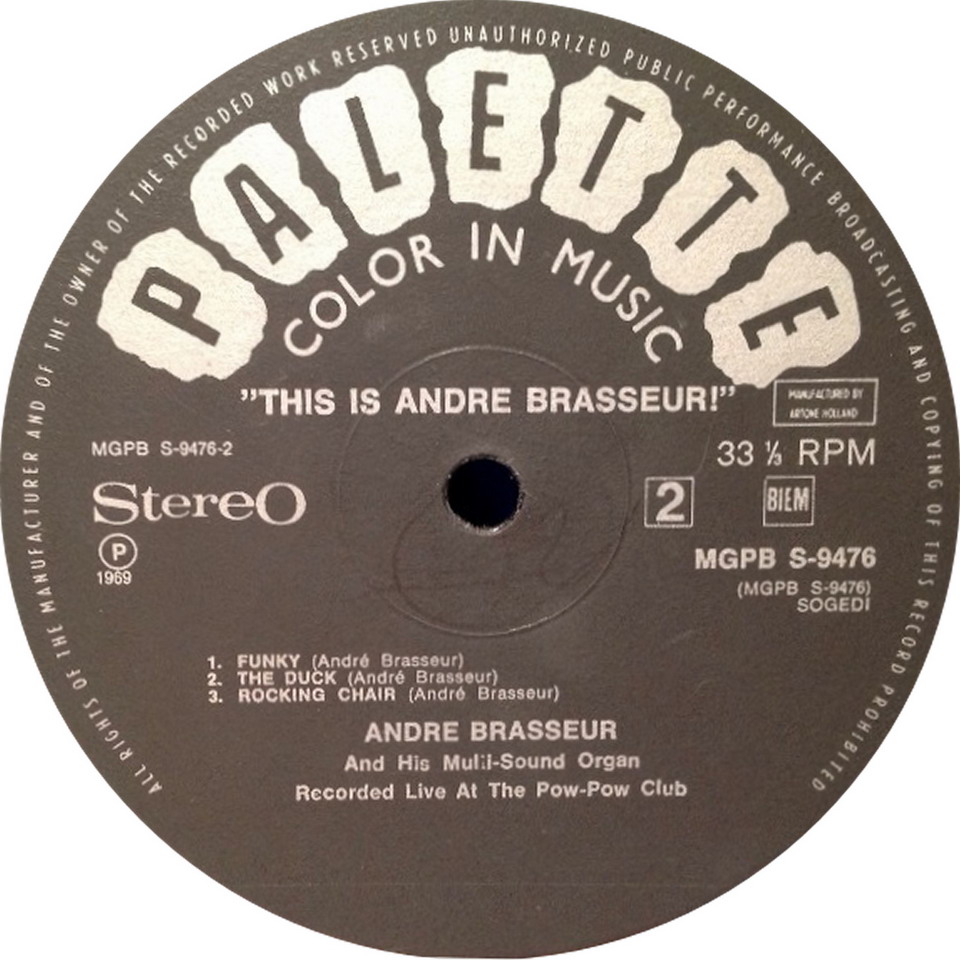 ALL RIGHTS OF THE MANUFACTURER AND OF THE OWNER OF THE RECORDED WORK RESERVED UNAUTHORIZED PUBLIC PERFORMANCE BROADCASTING AND COPYING OF THIS RECORD PROHIBITED
PALETTE
COLOR IN MUSIC
"THIS IS ANDRE BRASSEUR!"
MANUFACTURED BY
ARTONE HOLLAND
MGPB S-9476-2
33 ⅓ RPM
Stereo
2
BIEM
P
1969
MGPB S-9476
(MGPB S-9476)
SOGEDI
1. FUNKY (André Brasseur)
2. THE DUCK (André Brasseur)
3. ROCKING CHAIR (André Brasseur)
ANDRE BRASSEUR
And His Multi-Sound Organ
Recorded Live At The Pow-Pow Club